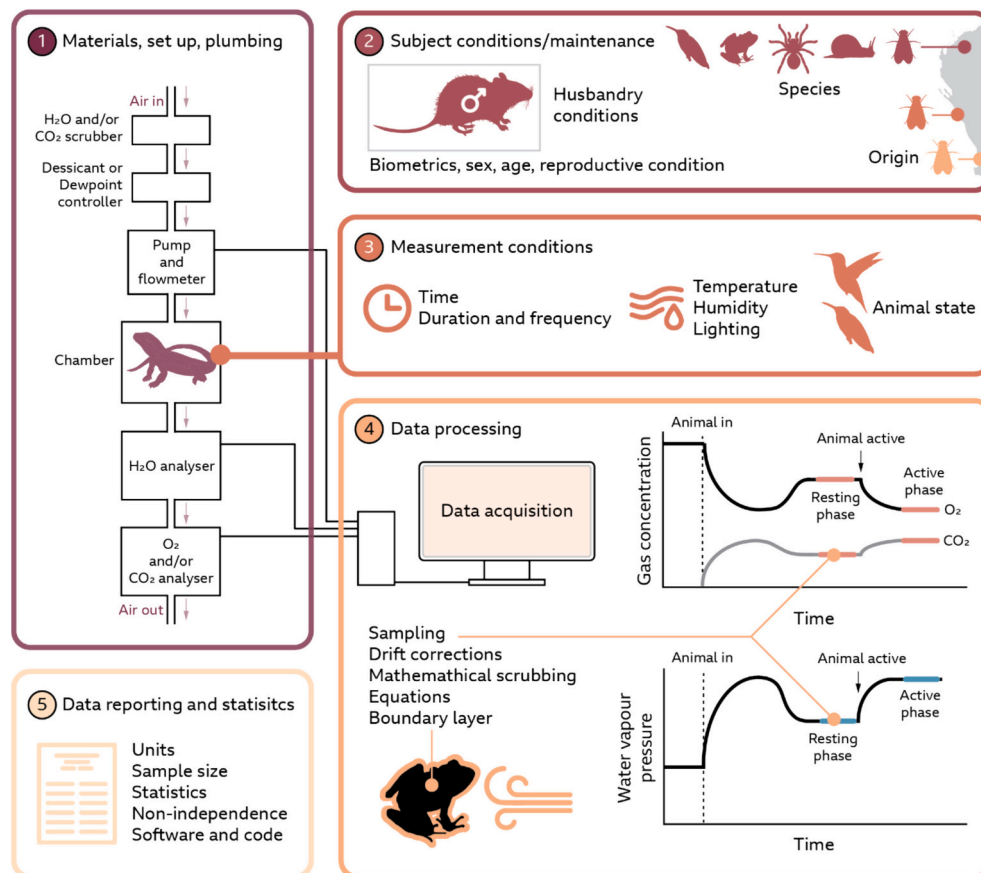 1 Materials, set up, plumbing
Air in
H₂O and/or
CO₂ scrubber
Dessicant or
Dewpoint
controller
Pump
and
flowmeter
Chamber
H₂O analyser
O₂
and/or
CO₂ analyser
Air out
2 Subject conditions/maintenance
Species
Husbandry
conditions
Origin
Biometrics, sex, age, reproductive condition
3 Measurement conditions
Time
Duration and frequency
Temperature
Humidity
Lighting
Animal state
4 Data processing
Data acquisition
Animal in
Animal active
Gas concentration
Resting
phase
Active
phase
O₂
CO₂
Time
Sampling
Drift corrections
Mathemathical scrubbing
Equations
Boundary layer
Animal in
Animal active
Water vapour
pressure
Resting
phase
Active
phase
Time
5 Data reporting and statisitcs
Units
Sample size
Statistics
Non-independence
Software and code